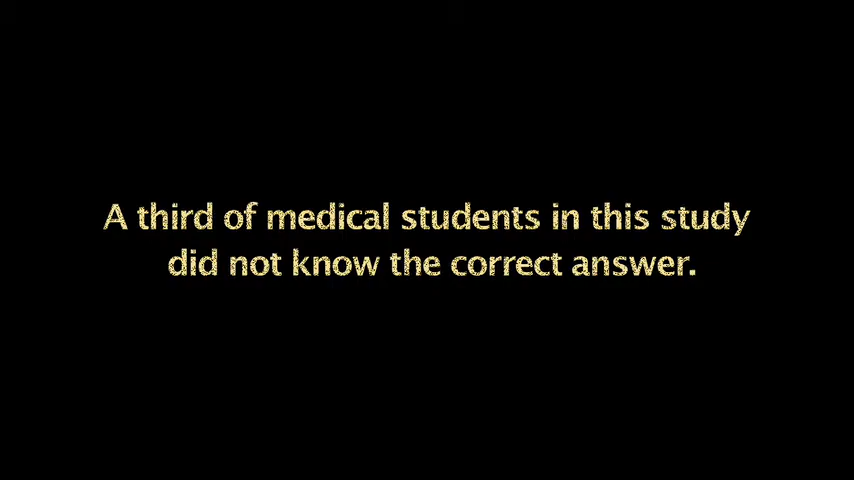 A third of medical students in this study
did not know the correct answer.